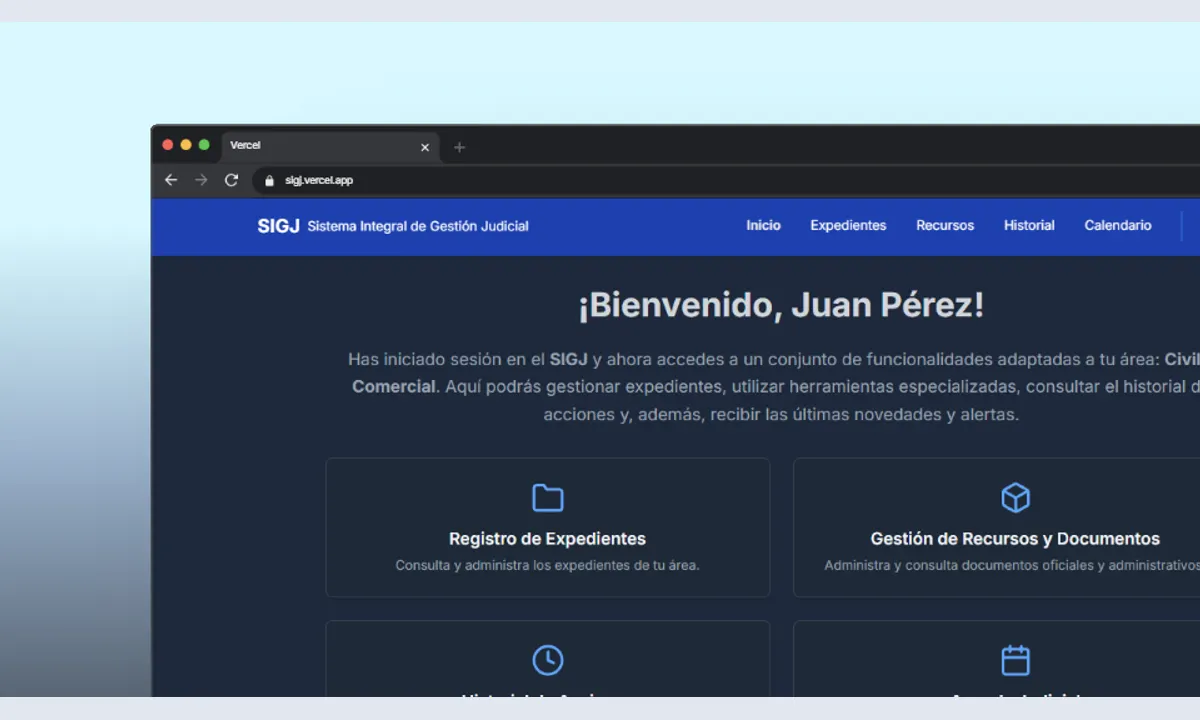 Vercel
sigj.vercel.app
SIGJ Sistema Integral de Gestión Judicial
Inicio Expedientes Recursos Historial Calendario
¡Bienvenido, Juan Pérez!
Has iniciado sesión en el SIGJ y ahora accedes a un conjunto de funcionalidades adaptadas a tu área: Civil
Comercial. Aquí podrás gestionar expedientes, utilizar herramientas especializadas, consultar el historial d
acciones y, además, recibir las últimas novedades y alertas.
Registro de Expedientes
Consulta y administra los expedientes de tu área.
Gestión de Recursos y Documentos
Administra y consulta documentos oficiales y administrativos